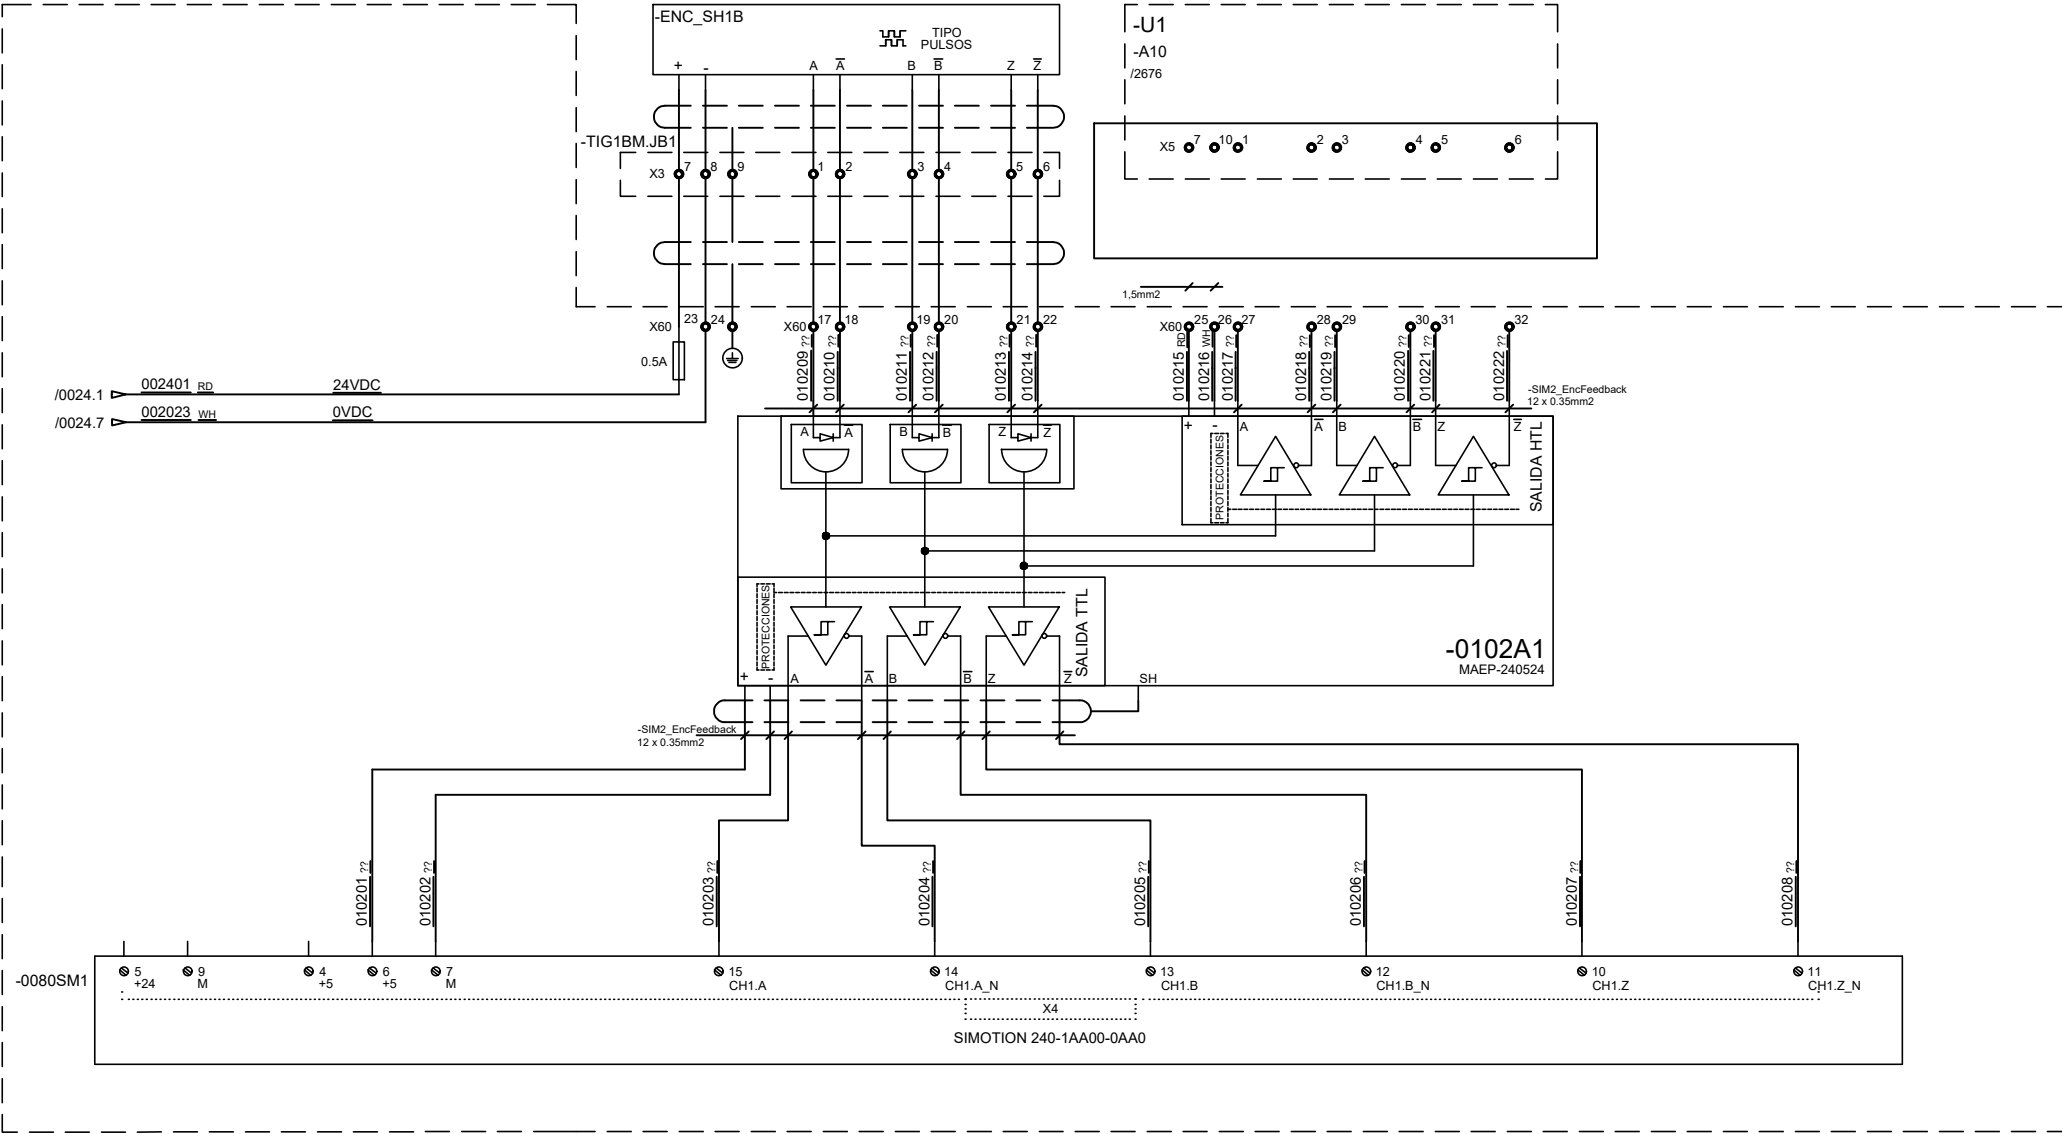 -ENC_SH1B
TIPO
PULSOS
+ - A A̅ B B̅ Z Z̅
-U1
-A10
/2676
-TIG1BM.JB1
X3 7 8 9 1 2 3 4 5 6
X5 7 10 1 2 3 4 5 6
1,5mm2
X60 23 24 X60 17 18 19 20 21 22 X60 25 26 27 28 29 30 31 32
0.5A
010209 ?? 010210 ?? 010211 ?? 010212 ?? 010213 ?? 010214 ?? 010215 RD 010216 WH 010217 ?? 010218 ?? 010219 ?? 010220 ?? 010221 ?? 010222 ??
/0024.1 002401 RD 24VDC
/0024.7 002023 WH 0VDC
-SIM2_EncFeedback
12 x 0.35mm2
A A̅ B B̅ Z Z̅ + - A A̅ B B̅ Z Z̅
PROTECCIONES
SALIDA HTL
PROTECCIONES
SALIDA TTL
-0102A1
MAEP-240524
+ - A A̅ B B̅ Z Z̅ SH
-SIM2_EncFeedback
12 x 0.35mm2
010201 ?? 010202 ?? 010203 ?? 010204 ?? 010205 ?? 010206 ?? 010207 ?? 010208 ??
-0080SM1
5 9 4 6 7 15 14 13 12 10 11
+24 M +5 +5 M CH1.A CH1.A_N CH1.B CH1.B_N CH1.Z CH1.Z_N
X4
SIMOTION 240-1AA00-0AA0